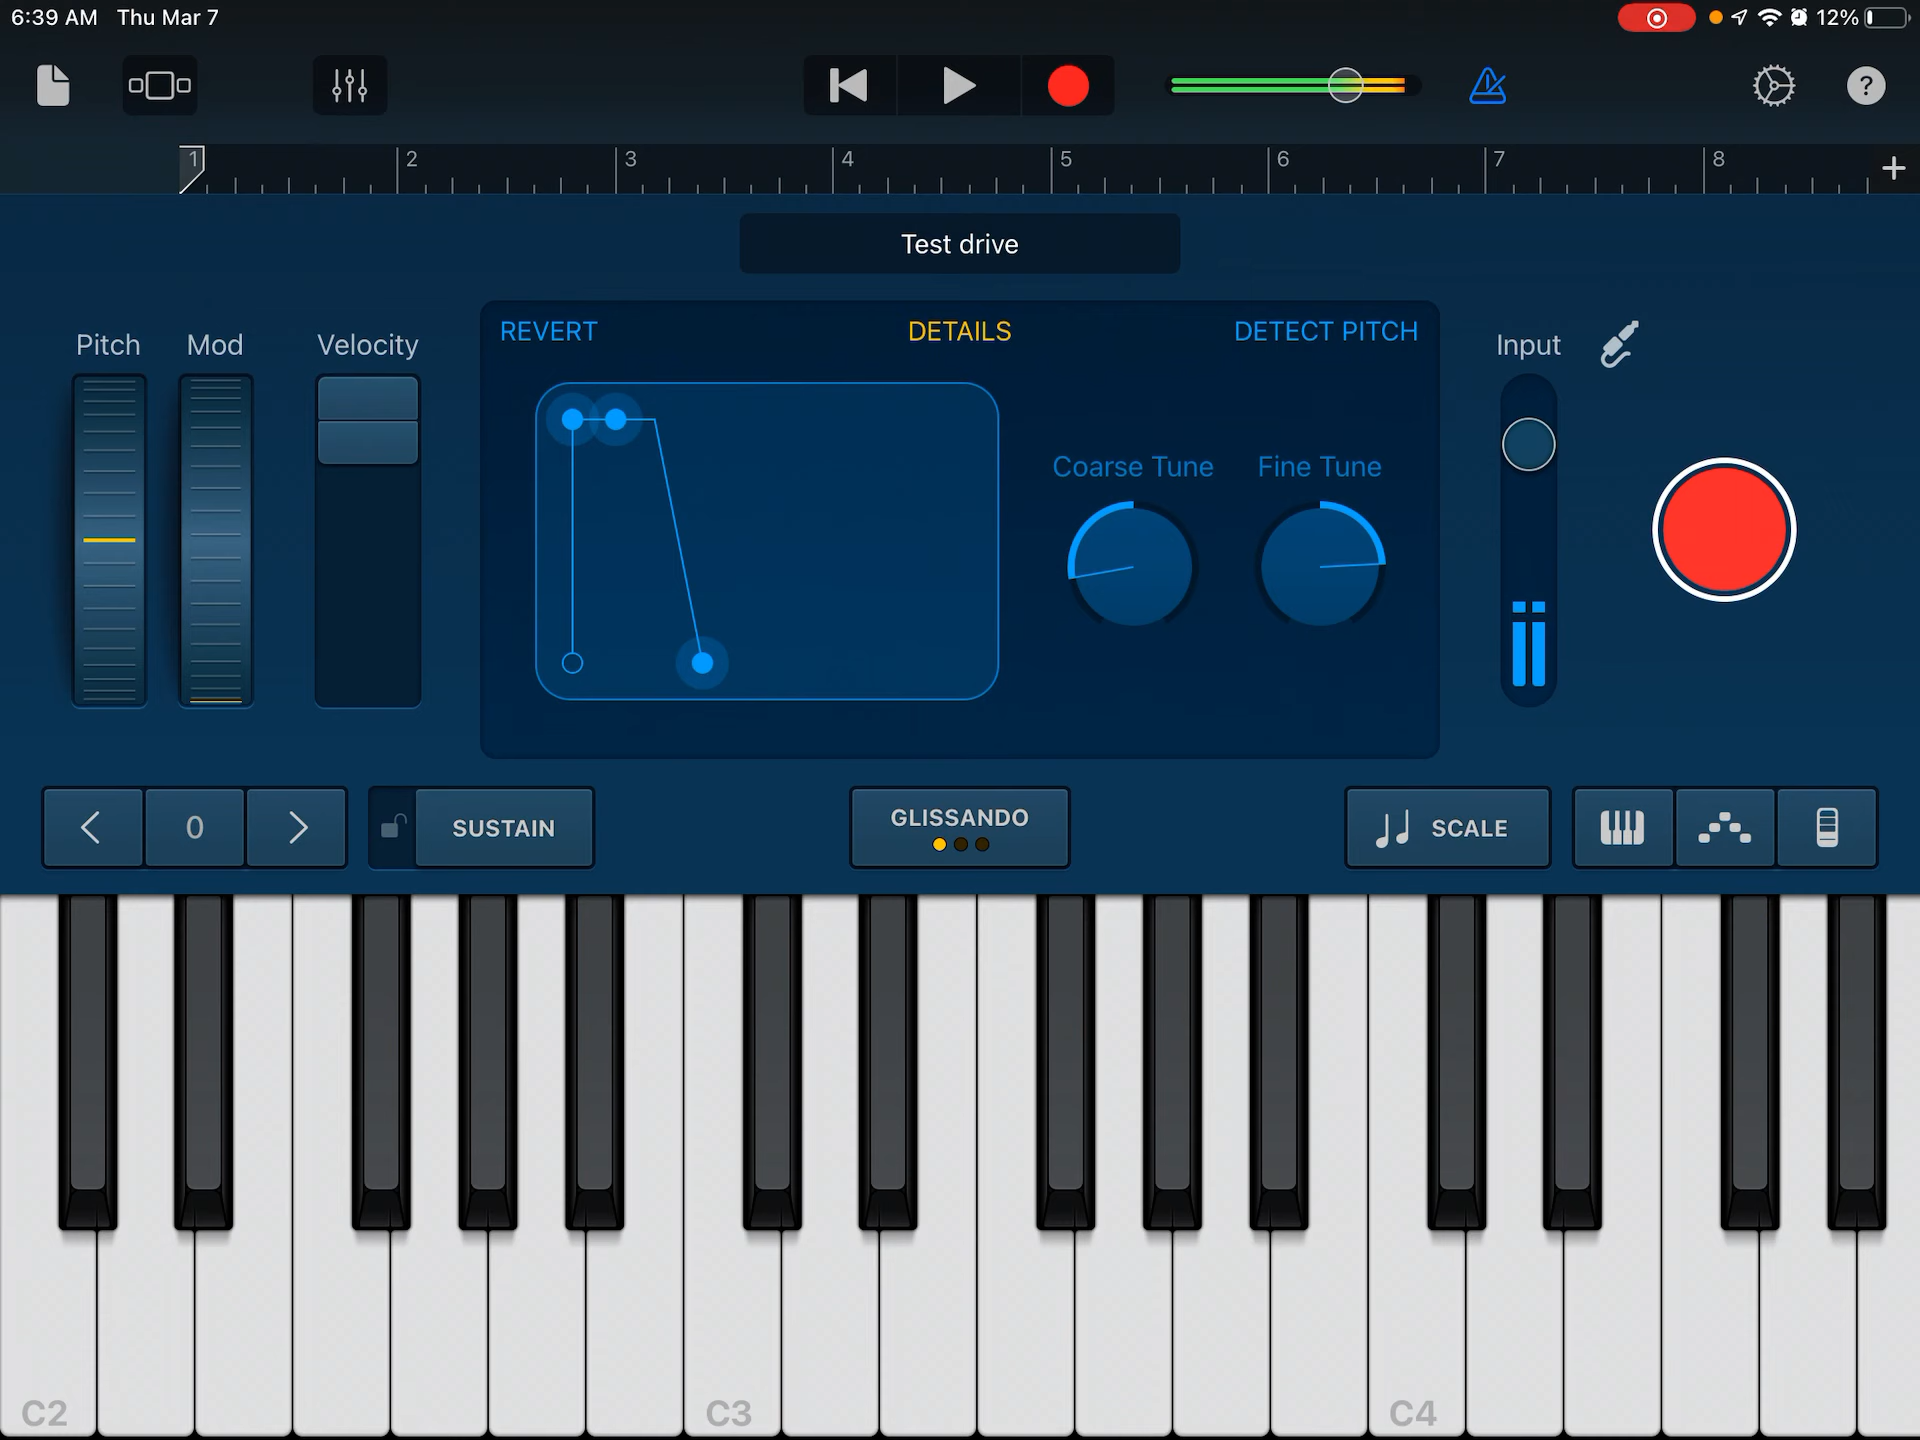 6:39 AM Thu Mar 7
12%
?
1 2 3 4 5 6 7 8 +
Test drive
REVERT DETAILS DETECT PITCH
Pitch Mod Velocity
Input
Coarse Tune Fine Tune
0
SUSTAIN
GLISSANDO
SCALE
C2 C3 C4